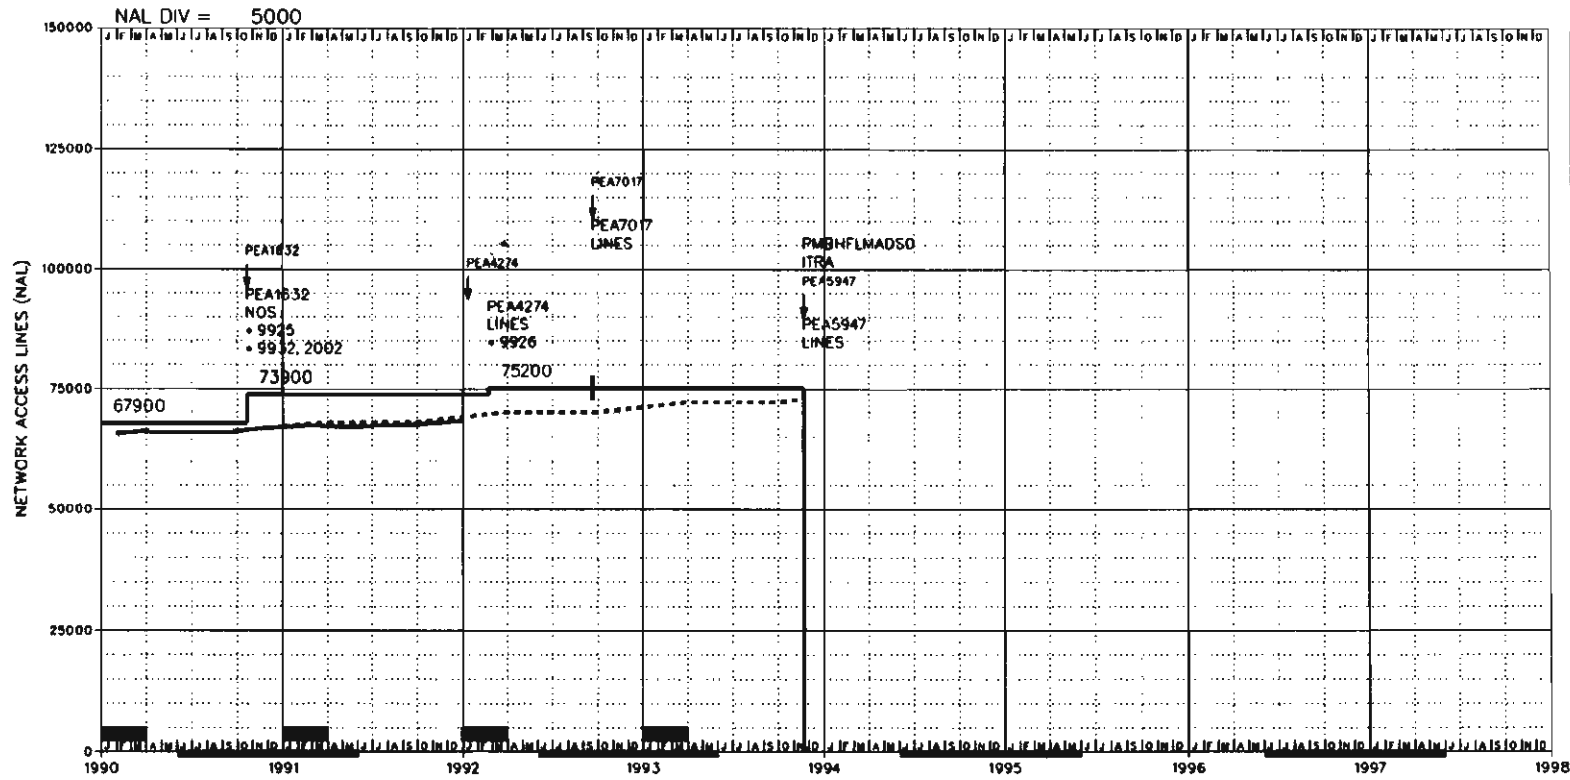 NAL DIV = 5000
150000
J F M A M J J A S O N D J F M A M J J A S O N D J F M A M J J A S O N D J F M A M J J A S O N D J F M A M J J A S O N D J F M A M J J A S O N D J F M A M J J A S O N D J F M A M J J A S O N D
125000
PEA7017
PEA7017
LINES
PEA1632
PEA4274
PMBHFLMADS0
ITRA
100000
PEA5947
PEA1632
NOS
• 9925
• 9932, 2002
PEA4274
LINES
• 9926
PEA5947
LINES
73900
75200
75000
67900
NETWORK ACCESS LINES (NAL)
50000
25000
0
J F M A M J J A S O N D J F M A M J J A S O N D J F M A M J J A S O N D J F M A M J J A S O N D J F M A M J J A S O N D J F M A M J J A S O N D J F M A M J J A S O N D J F M A M J J A S O N D
1990 1991 1992 1993 1994 1995 1996 1997 1998